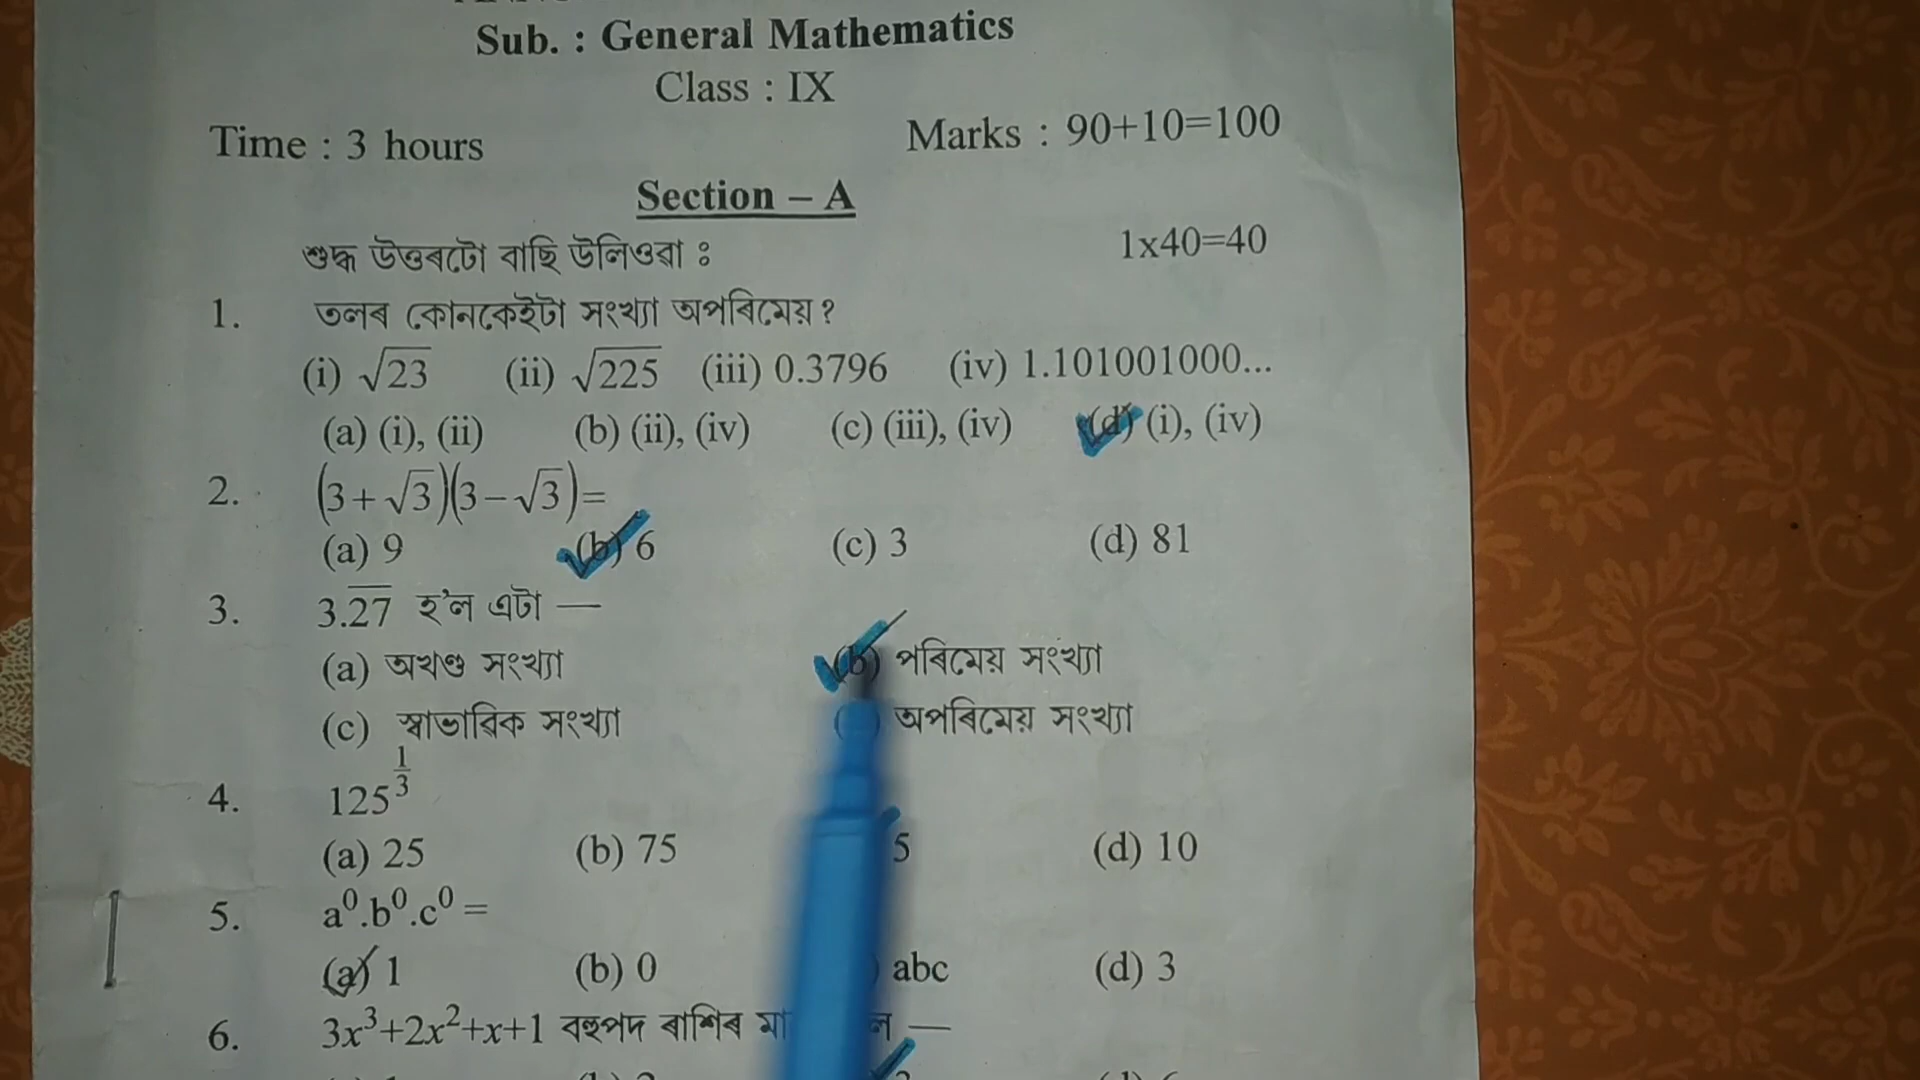 Sub. : General Mathematics
Class : IX
Time : 3 hours Marks : 90+10=100
Section – A
শুদ্ধ উত্তৰটো বাছি উলিওৱা ঃ 1x40=40
1. তলৰ কোনকেইটা সংখ্যা অপৰিমেয় ?
(i) √23 (ii) √225 (iii) 0.3796 (iv) 1.101001000...
(a) (i), (ii) (b) (ii), (iv) (c) (iii), (iv) (d) (i), (iv)
2. (3+√3)(3−√3)=
(a) 9 (b) 6 (c) 3 (d) 81
3. 3.2̅7̅ হ'ল এটা —
(a) অখণ্ড সংখ্যা (b) পৰিমেয় সংখ্যা
(c) স্বাভাৱিক সংখ্যা অপৰিমেয় সংখ্যা
4. 125^(1/3)
(a) 25 (b) 75 5 (d) 10
5. a⁰.b⁰.c⁰ =
(a) 1 (b) 0 abc (d) 3
6. 3x³+2x²+x+1 বহুপদ ৰাশিৰ —